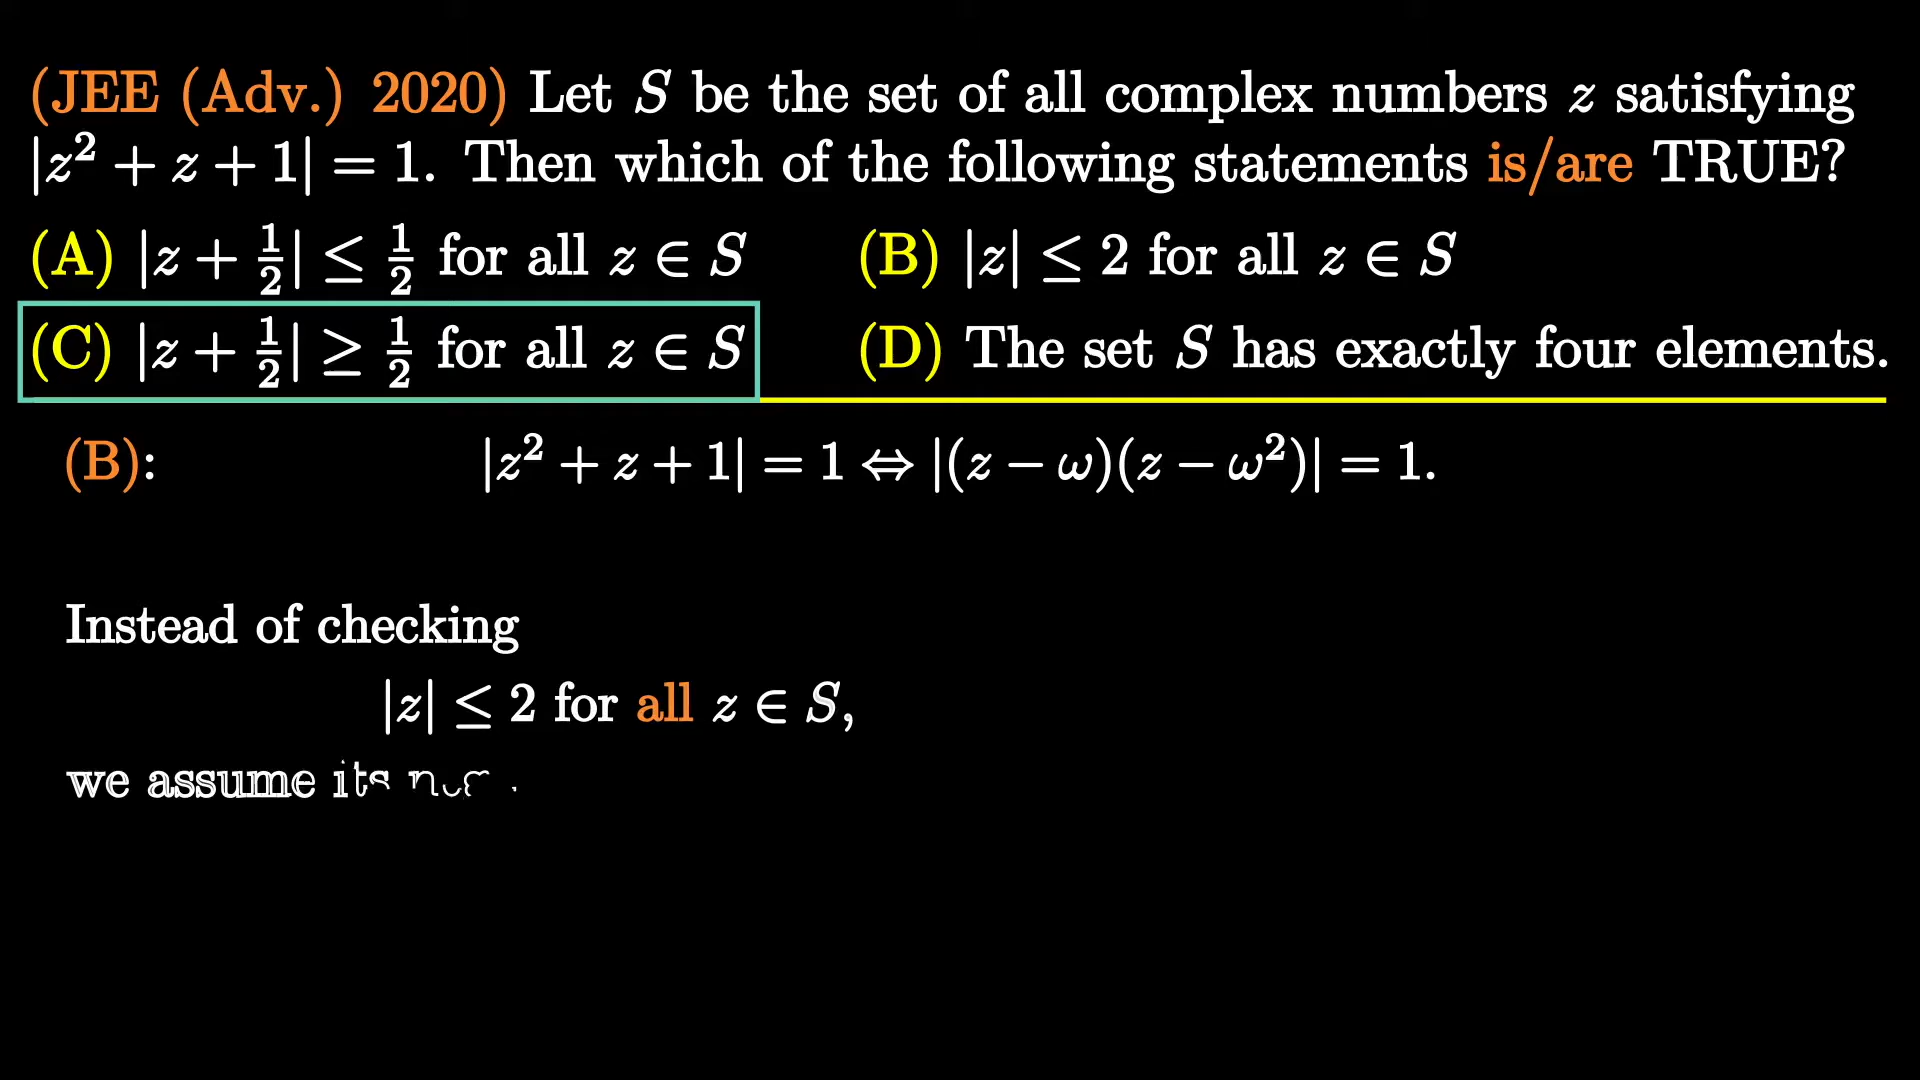 (JEE (Adv.) 2020) Let S be the set of all complex numbers z satisfying
|z² + z + 1| = 1. Then which of the following statements is/are TRUE?
(A) |z + 1/2| ≤ 1/2 for all z ∈ S (B) |z| ≤ 2 for all z ∈ S
(C) |z + 1/2| ≥ 1/2 for all z ∈ S (D) The set S has exactly four elements.
(B): |z² + z + 1| = 1 ⇔ |(z − ω)(z − ω²)| = 1.
Instead of checking
|z| ≤ 2 for all z ∈ S,
we assume its